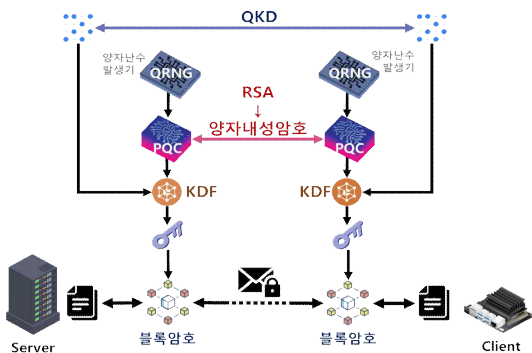 QKD
양자난수
발생기
QRNG
양자난수
발생기
QRNG
RSA
↓
양자내성암호
PQC
PQC
KDF
KDF
블록암호
블록암호
Server
Client